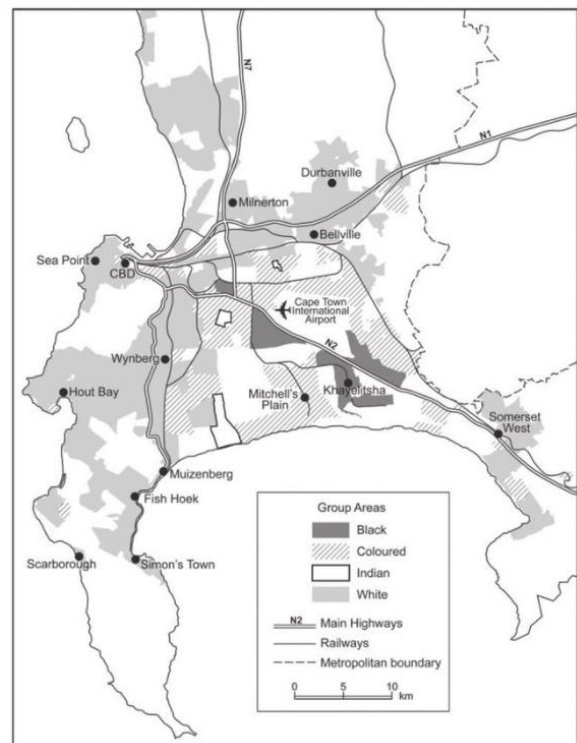 N7
N1
Durbanville
Milnerton
Bellville
Sea Point
CBD
Cape Town
International
Airport
N2
Wynberg
Hout Bay
Mitchell's
Plain
Khayelitsha
Somerset
West
Muizenberg
Fish Hoek
Scarborough
Simon's Town
Group Areas
Black
Coloured
Indian
White
N2
Main Highways
Railways
Metropolitan boundary
0 5 10
km